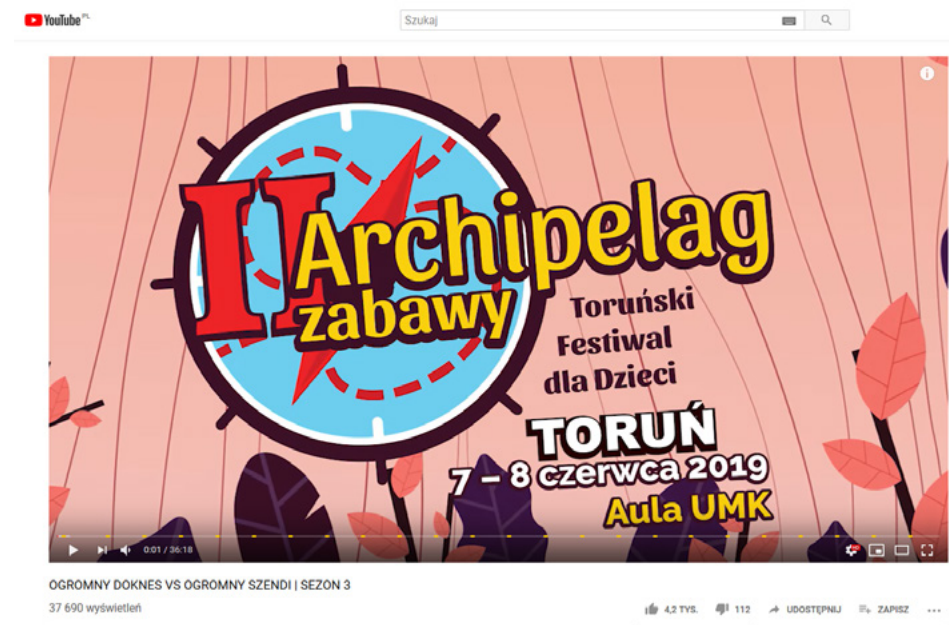 YouTube PL
Szukaj
II Archipelag
zabawy
Toruński
Festiwal
dla Dzieci
TORUŃ
7 – 8 czerwca 2019
Aula UMK
0:01 / 36:18
OGROMNY DOKNES VS OGROMNY SZENDI | SEZON 3
37 690 wyświetleń
4,2 TYS. 112 UDOSTĘPNIJ ZAPISZ